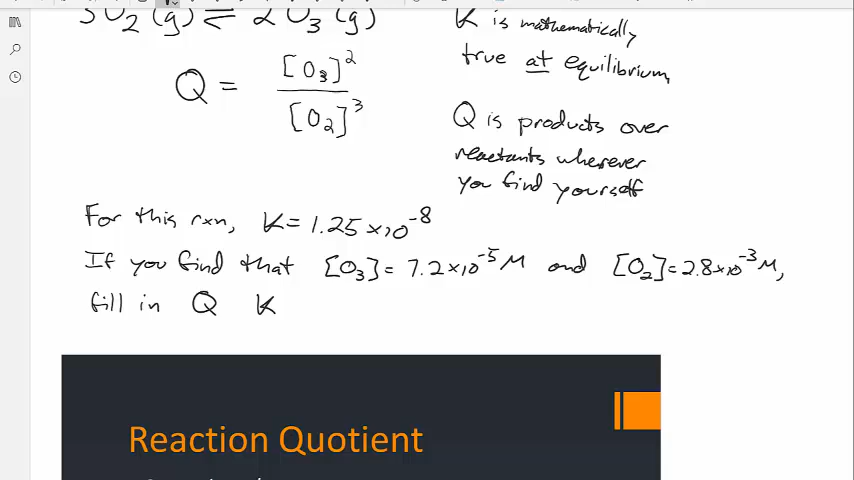 3O₂(g) ⇌ 2O₃(g)
K is mathematically
true at equilibrium
Q = [O₃]² / [O₂]³
Q is products over
reactants wherever
you find yourself
For this rxn, K = 1.25×10⁻⁸
If you find that [O₃] = 7.2×10⁻⁵ M and [O₂] = 2.8×10⁻³ M,
fill in Q K
Reaction Quotient